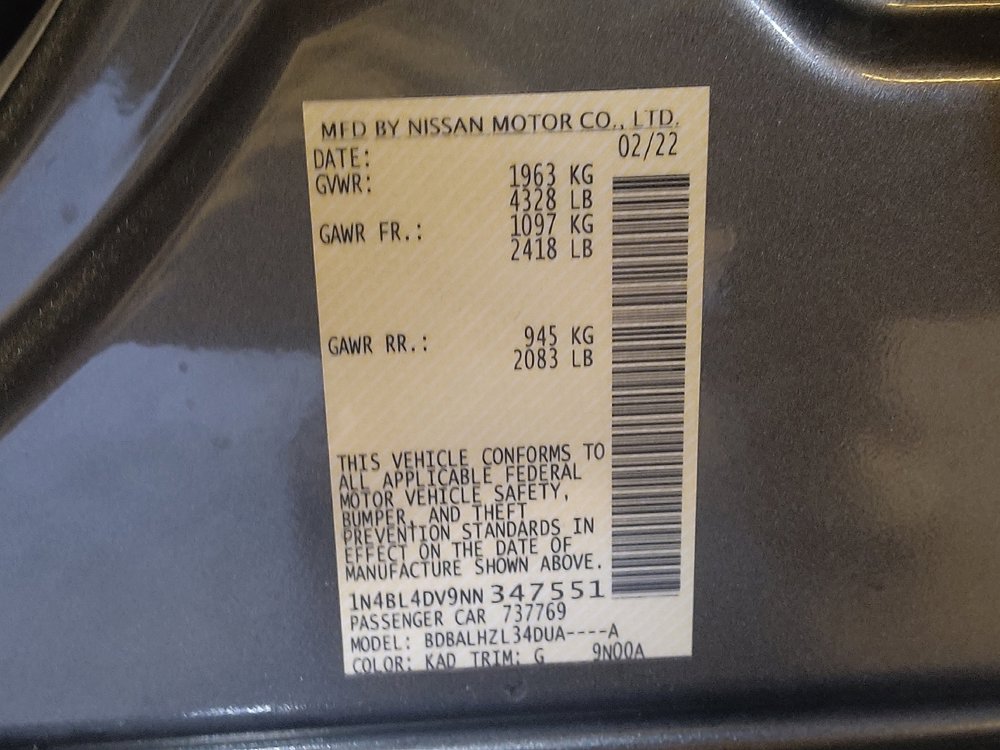 MFD BY NISSAN MOTOR CO., LTD.
DATE: 02/22
GVWR: 1963 KG
4328 LB
GAWR FR.: 1097 KG
2418 LB
GAWR RR.: 945 KG
2083 LB
THIS VEHICLE CONFORMS TO
ALL APPLICABLE FEDERAL
MOTOR VEHICLE SAFETY,
BUMPER, AND THEFT
PREVENTION STANDARDS IN
EFFECT ON THE DATE OF
MANUFACTURE SHOWN ABOVE.
1N4BL4DV9NN 347551
PASSENGER CAR 737769
MODEL: BDBALHZL34DUA----A
COLOR: KAD TRIM: G 9N00A